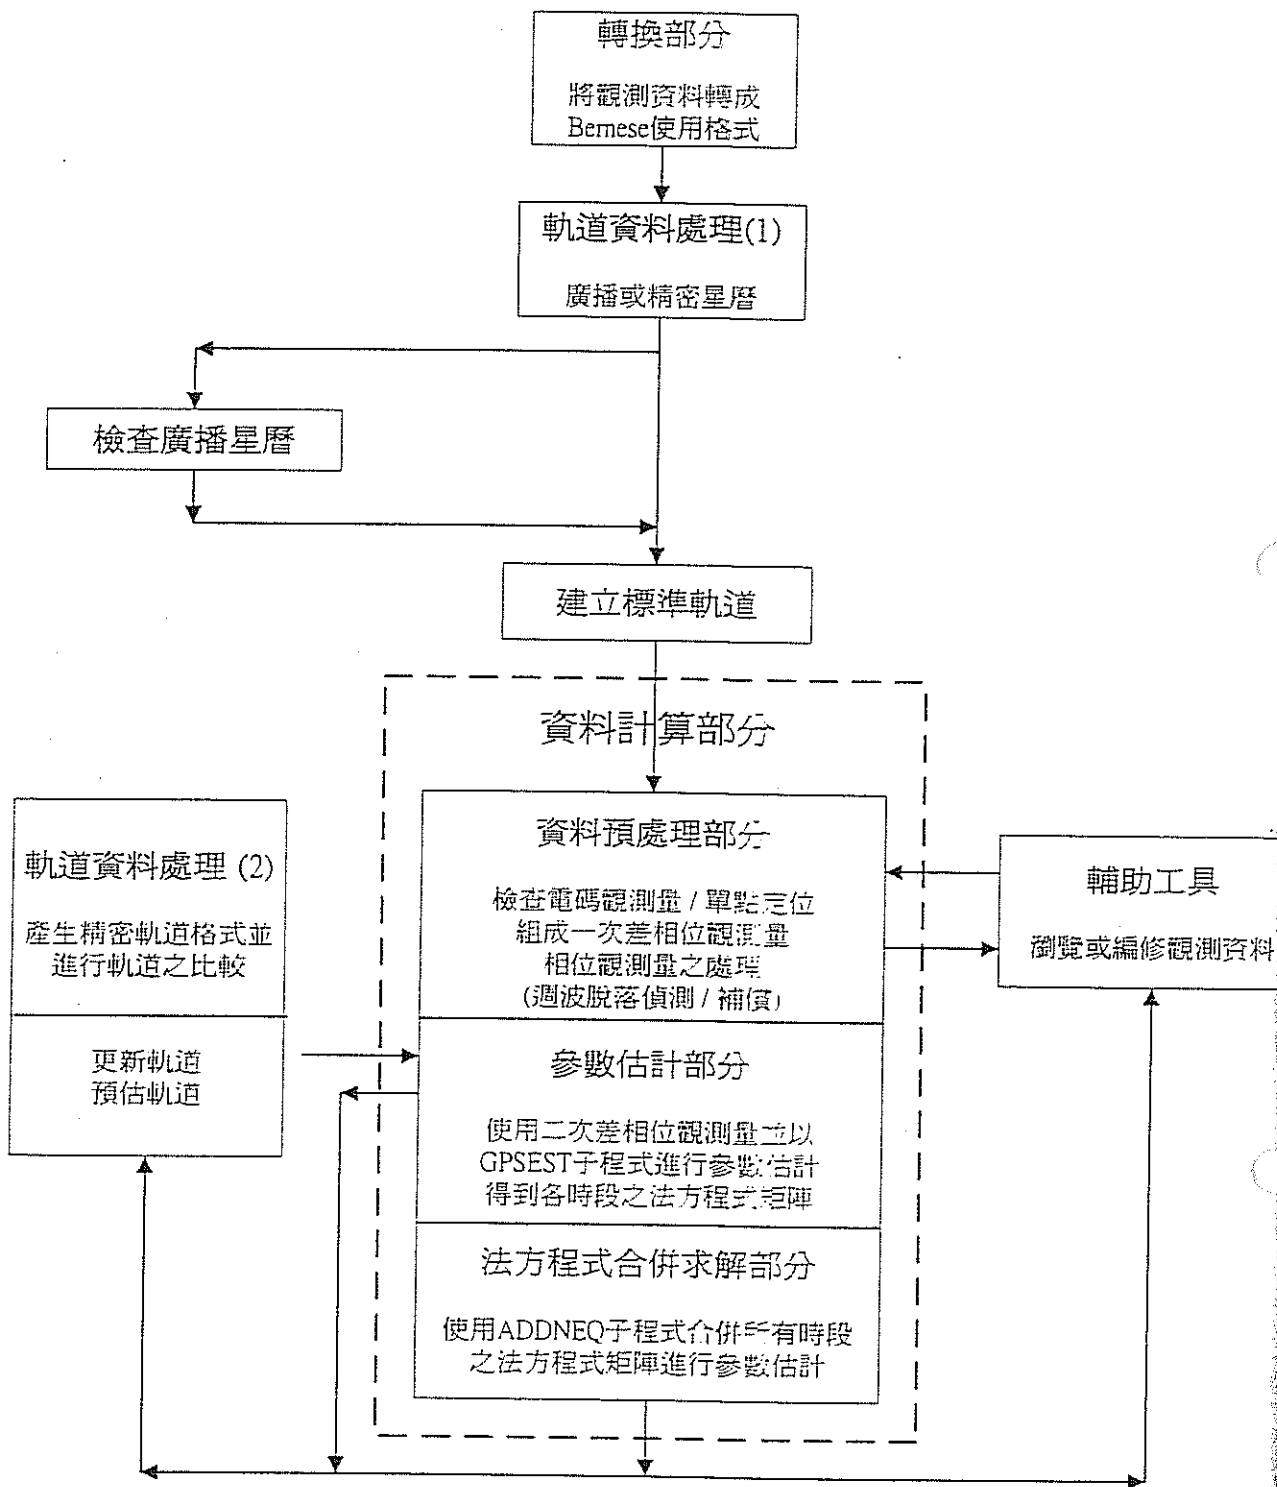 轉換部分
將觀測資料轉成
Bernese使用格式
軌道資料處理(1)
廣播或精密星曆
檢查廣播星曆
建立標準軌道
資料計算部分
資料預處理部分
檢查電碼觀測量 / 單點定位
組成一次差相位觀測量
相位觀測量之處理
(週波脫落偵測 / 補償)
軌道資料處理 (2)
產生精密軌道格式並
進行軌道之比較
更新軌道
預估軌道
輔助工具
瀏覽或編修觀測資料
參數估計部分
使用二次差相位觀測量並以
GPSEST子程式進行參數估計
得到各時段之法方程式矩陣
法方程式合併求解部分
使用ADDNEQ子程式合併所有時段
之法方程式矩陣進行參數估計